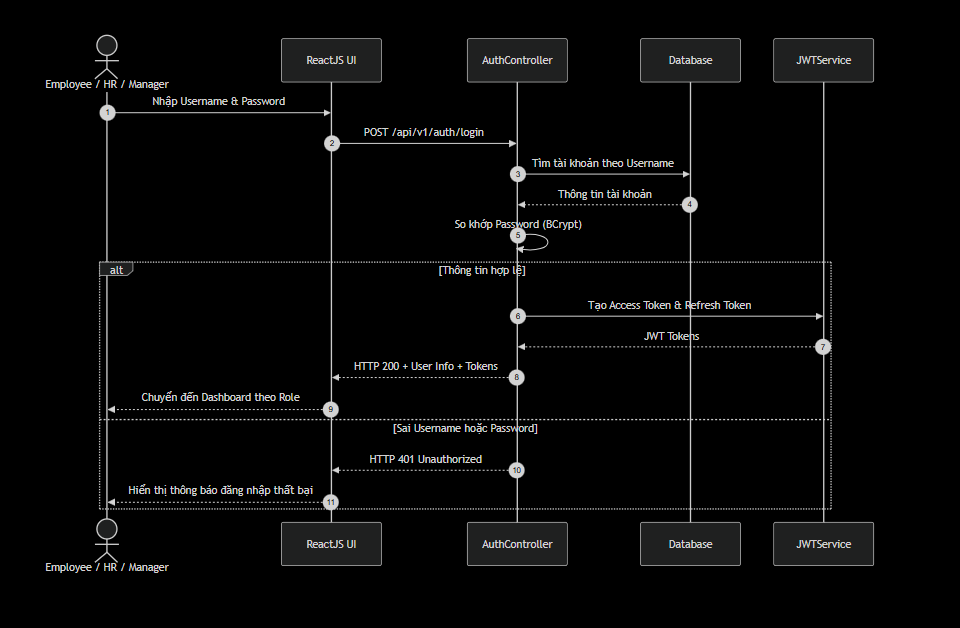 ReactJS UI
AuthController
Database
JWTService
Employee / HR / Manager
Nhập Username & Password
1
POST /api/v1/auth/login
2
Tìm tài khoản theo Username
3
Thông tin tài khoản
4
So khớp Password (BCrypt)
5
alt
[Thông tin hợp lệ]
Tạo Access Token & Refresh Token
6
JWT Tokens
7
HTTP 200 + User Info + Tokens
8
Chuyển đến Dashboard theo Role
9
[Sai Username hoặc Password]
HTTP 401 Unauthorized
10
Hiển thị thông báo đăng nhập thất bại
11
ReactJS UI
AuthController
Database
JWTService
Employee / HR / Manager